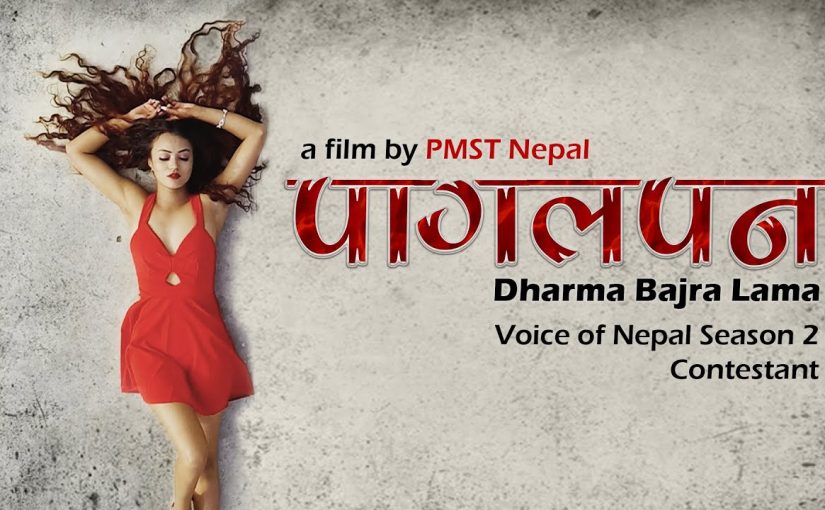 a film by PMST Nepal
पागलपन
Dharma Bajra Lama
Voice of Nepal Season 2
Contestant